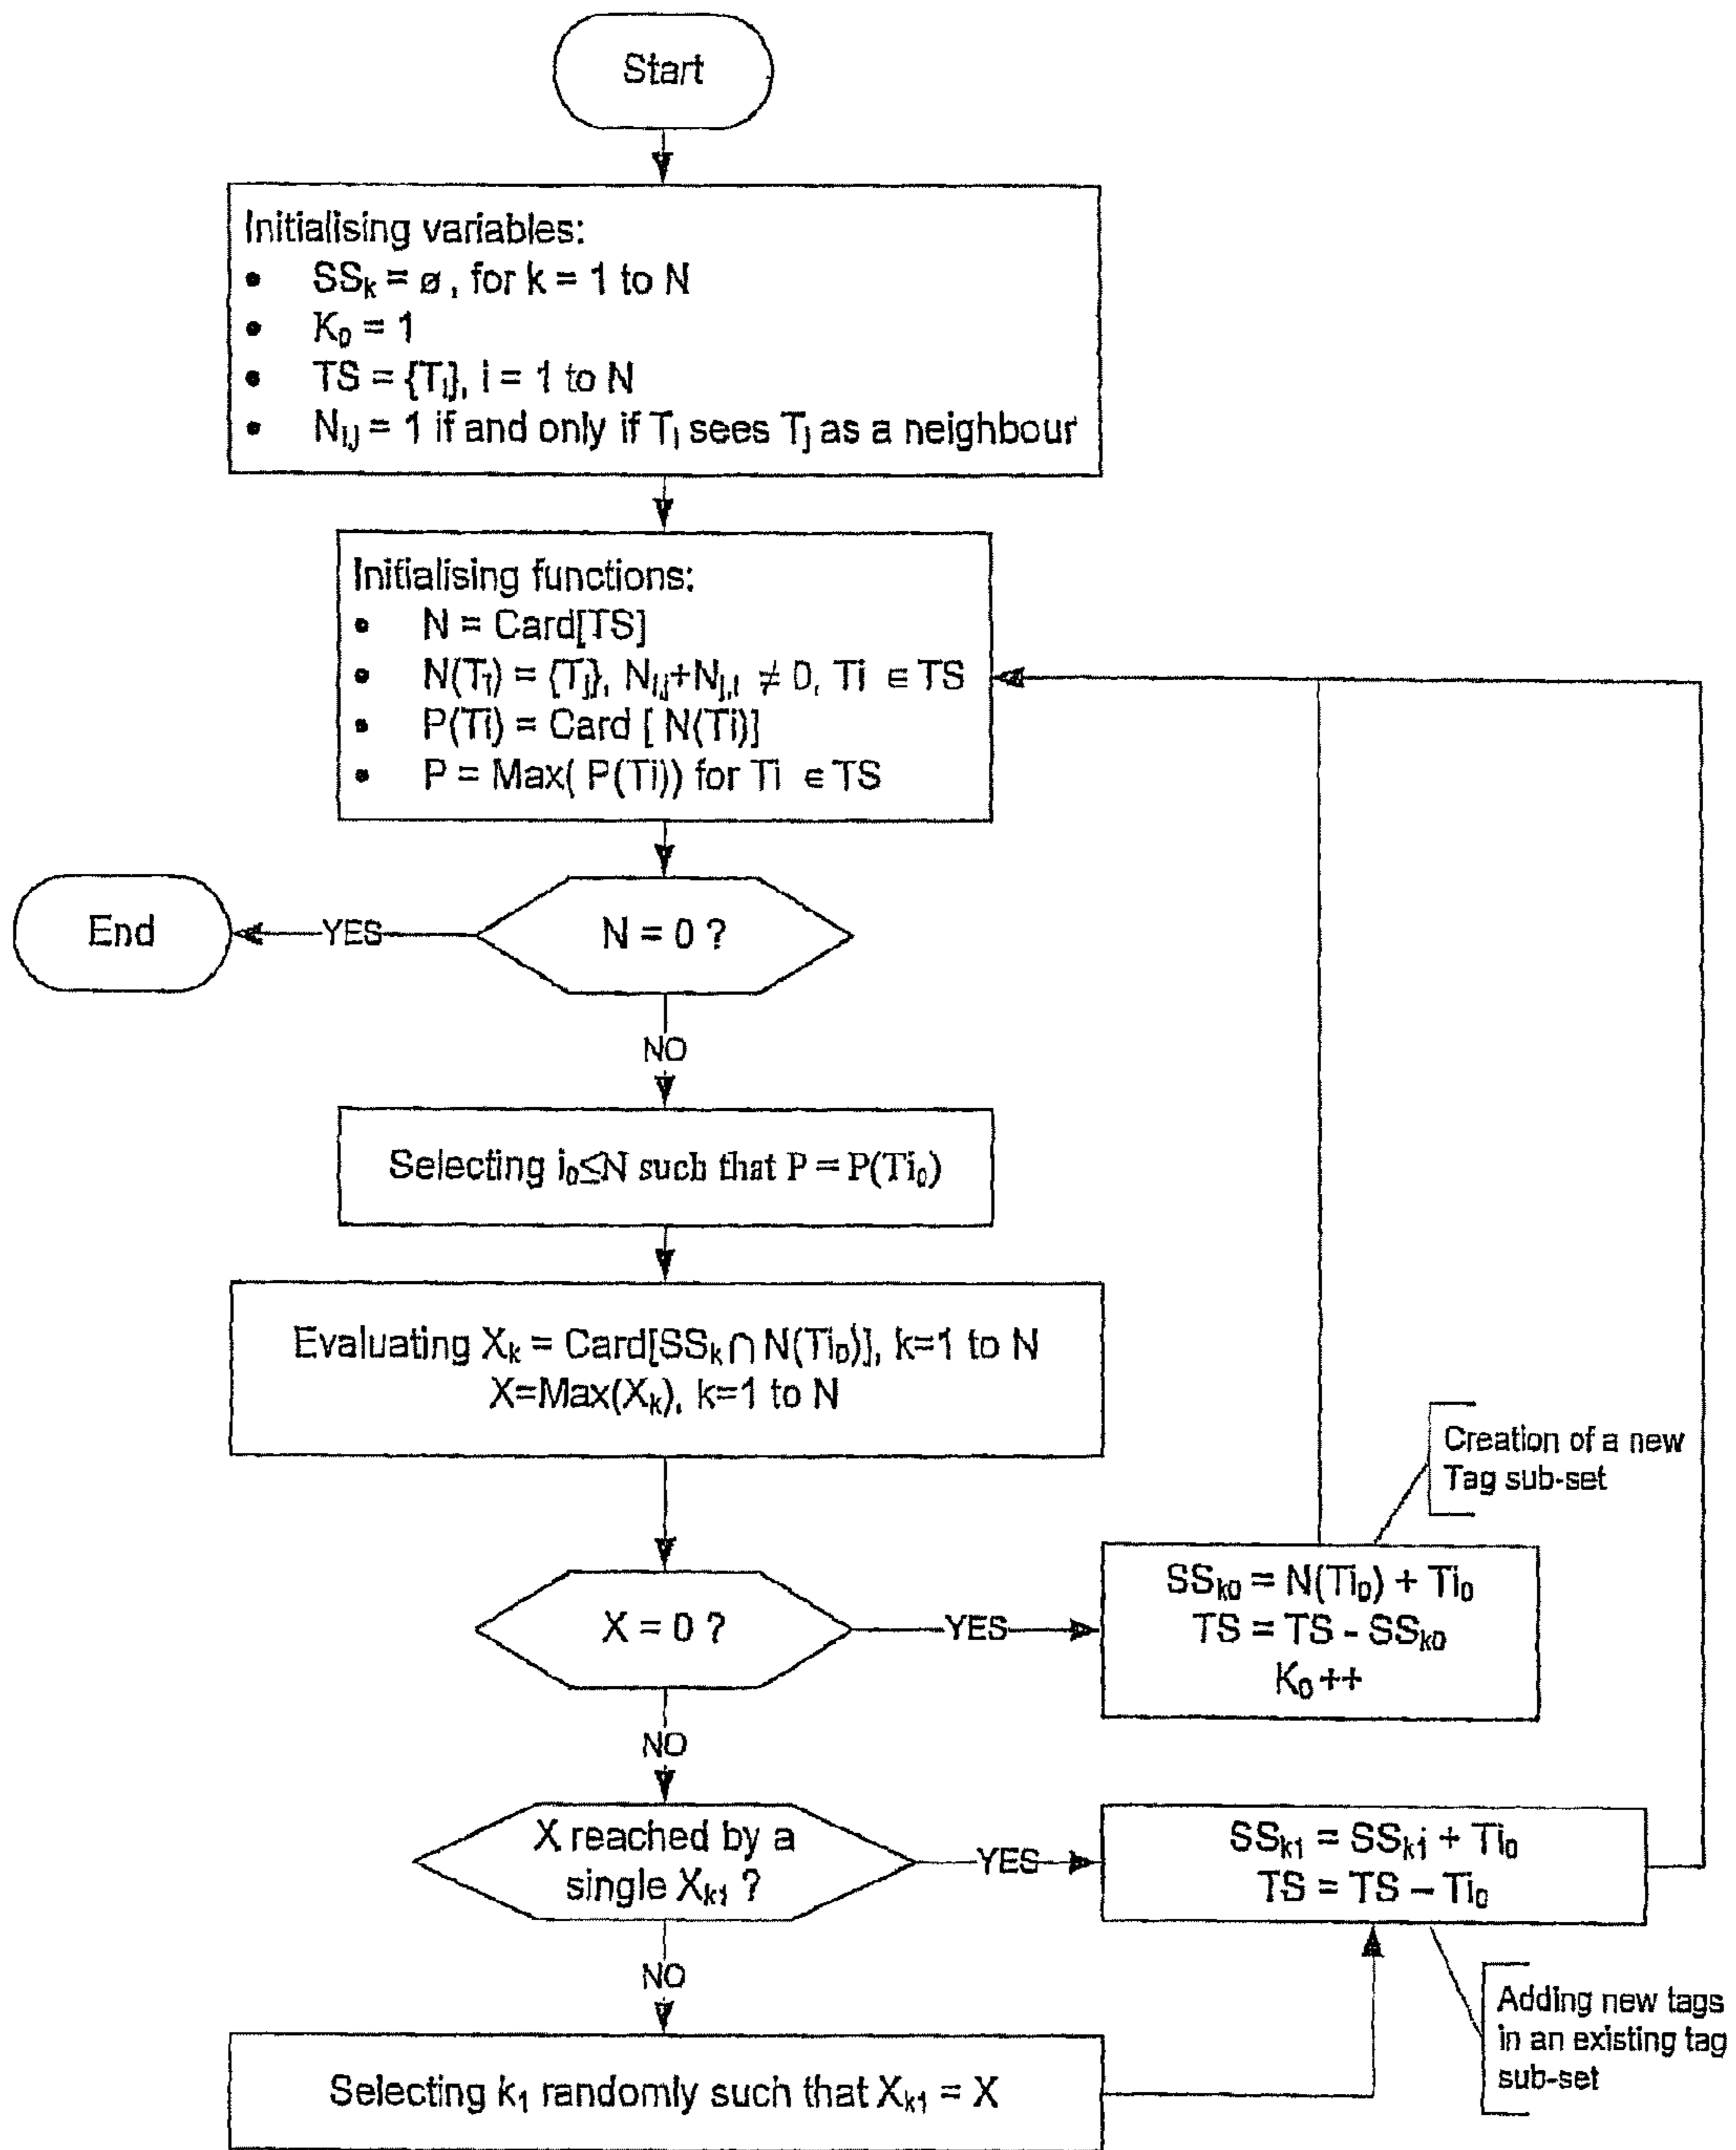 Start
Initialising variables:
• SSₖ = ø , for k = 1 to N
• K₀ = 1
• TS = {Tᵢ}, i = 1 to N
• Nᵢ,ⱼ = 1 if and only if Tᵢ sees Tⱼ as a neighbour
Initialising functions:
• N = Card[TS]
• N(Tᵢ) = {Tⱼ}, Nᵢ,ⱼ+Nⱼ,ᵢ ≠ 0, Ti ∈ TS
• P(Ti) = Card [ N(Ti)]
• P = Max( P(Ti)) for Ti ∈ TS
N = 0 ?
YES
End
NO
Selecting i₀≤N such that P = P(Ti₀)
Evaluating Xₖ = Card[SSₖ ∩ N(Ti₀)], k=1 to N
X=Max(Xₖ), k=1 to N
Creation of a new
Tag sub-set
X = 0 ?
YES
SSₖ₀ = N(Ti₀) + Ti₀
TS = TS - SSₖ₀
K₀ ++
NO
X reached by a
single Xₖ₁ ?
YES
SSₖ₁ = SSₖ₁ + Ti₀
TS = TS – Ti₀
NO
Adding new tags
in an existing tag
sub-set
Selecting k₁ randomly such that Xₖ₁ = X